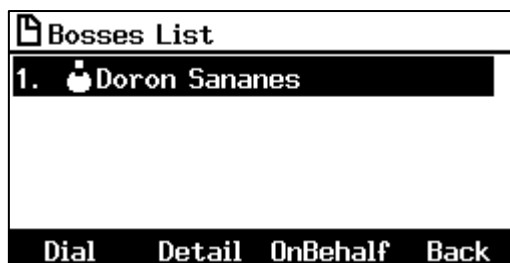 Bosses List
1. Doron Sananes
Dial Detail OnBehalf Back